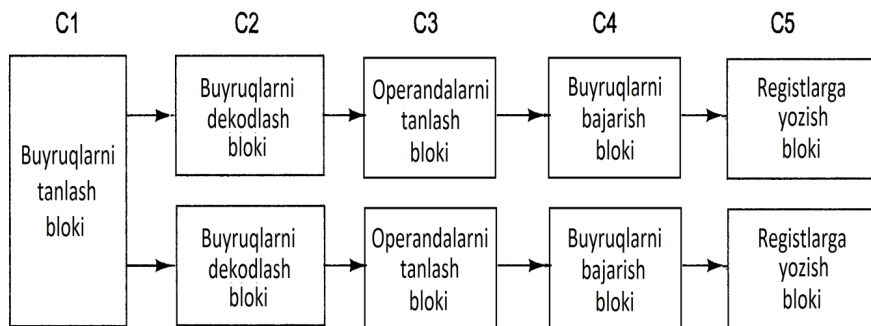 C1 C2 C3 C4 C5
Buyruqlarni
tanlash
bloki
Buyruqlarni
dekodlash
bloki
Operandalarni
tanlash
bloki
Buyruqlarni
bajarish
bloki
Registlarga
yozish
bloki
Buyruqlarni
dekodlash
bloki
Operandalarni
tanlash
bloki
Buyruqlarni
bajarish
bloki
Registlarga
yozish
bloki